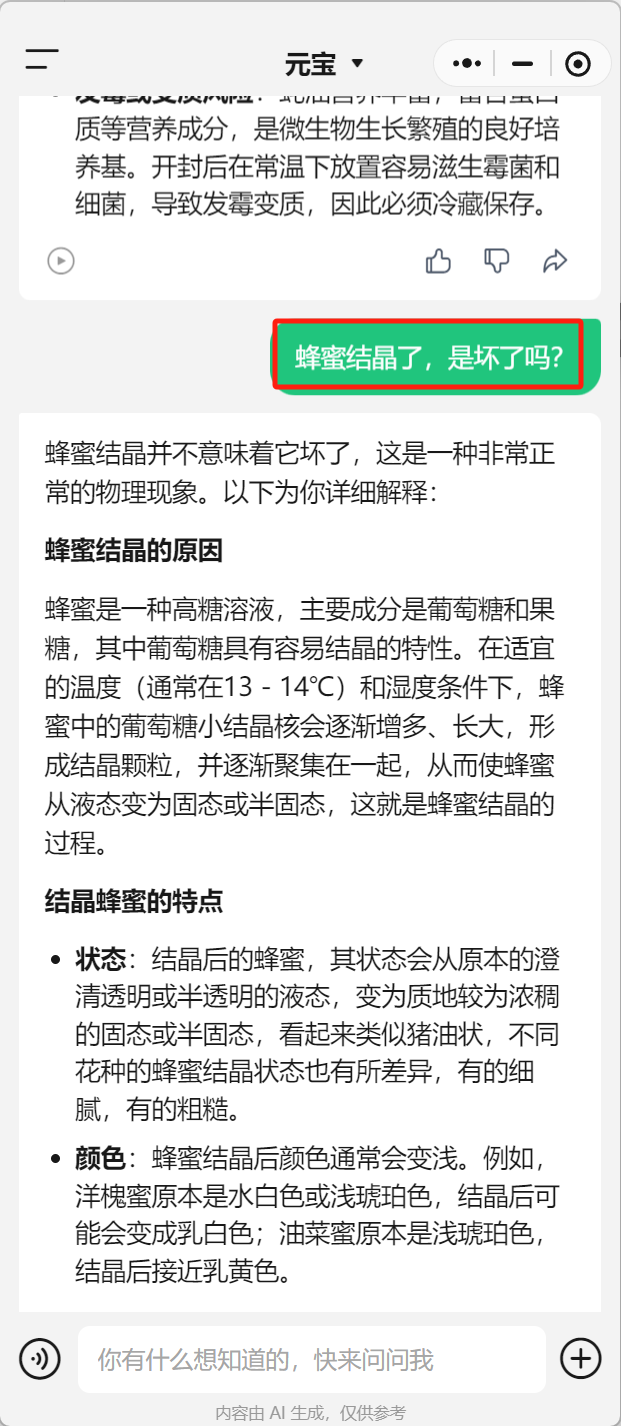 元宝
发霉或变质风险：蚝油营养丰富，富含蛋白
质等营养成分，是微生物生长繁殖的良好培
养基。开封后在常温下放置容易滋生霉菌和
细菌，导致发霉变质，因此必须冷藏保存。
蜂蜜结晶了，是坏了吗？
蜂蜜结晶并不意味着它坏了，这是一种非常正
常的物理现象。以下为你详细解释：
蜂蜜结晶的原因
蜂蜜是一种高糖溶液，主要成分是葡萄糖和果
糖，其中葡萄糖具有容易结晶的特性。在适宜
的温度（通常在13 - 14℃）和湿度条件下，蜂
蜜中的葡萄糖小结晶核会逐渐增多、长大，形
成结晶颗粒，并逐渐聚集在一起，从而使蜂蜜
从液态变为固态或半固态，这就是蜂蜜结晶的
过程。
结晶蜂蜜的特点
• 状态：结晶后的蜂蜜，其状态会从原本的澄
清透明或半透明的液态，变为质地较为浓稠
的固态或半固态，看起来类似猪油状，不同
花种的蜂蜜结晶状态也有所差异，有的细
腻，有的粗糙。
• 颜色：蜂蜜结晶后颜色通常会变浅。例如，
洋槐蜜原本是水白色或浅琥珀色，结晶后可
能会变成乳白色；油菜蜜原本是浅琥珀色，
结晶后接近乳黄色。
你有什么想知道的，快来问问我
内容由 AI 生成，仅供参考